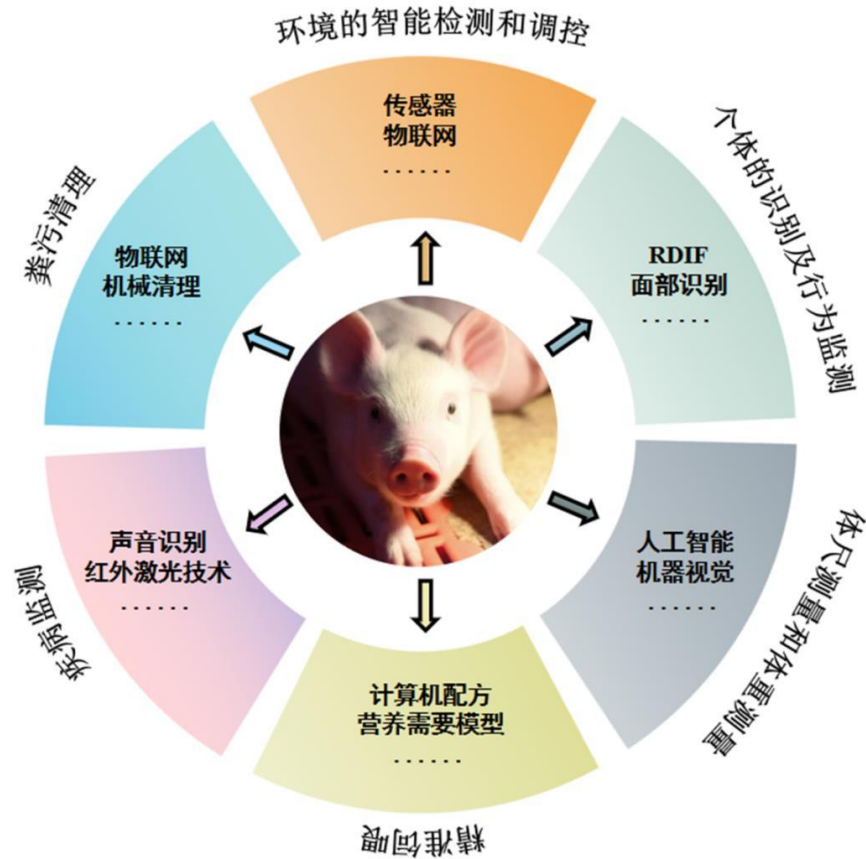 环境的智能检测和调控
传感器
物联网
......
个体的识别及行为监测
RDIF
面部识别
......
体尺测量和体重测量
人工智能
机器视觉
......
精准饲喂
计算机配方
营养需要模型
......
疾病监测
声音识别
红外激光技术
......
粪污清理
物联网
机械清理
......